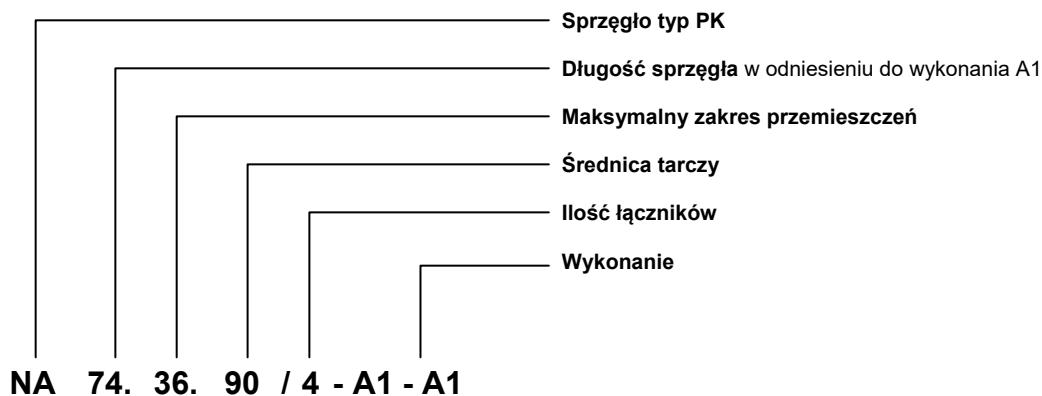 Sprzęgło typ PK
Długość sprzęgła w odniesieniu do wykonania A1
Maksymalny zakres przemieszczeń
Średnica tarczy
Ilość łączników
Wykonanie
NA 74. 36. 90 / 4 - A1 - A1